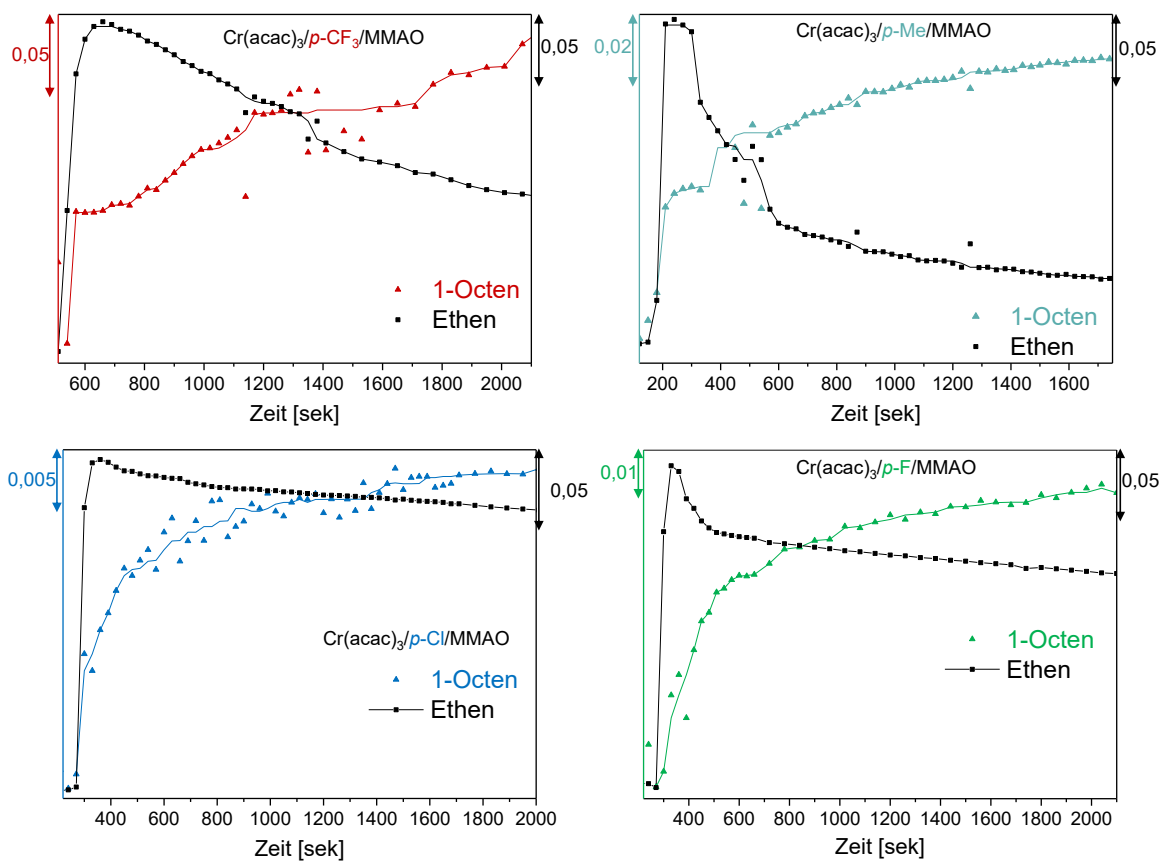 0,05
Cr(acac)3/p-CF3/MMAO
0,05
1-Octen
Ethen
600 800 1000 1200 1400 1600 1800 2000
Zeit [sek]
0,02
Cr(acac)3/p-Me/MMAO
0,05
1-Octen
Ethen
200 400 600 800 1000 1200 1400 1600
Zeit [sek]
0,005
0,05
Cr(acac)3/p-Cl/MMAO
1-Octen
Ethen
400 600 800 1000 1200 1400 1600 1800 2000
Zeit [sek]
0,01
Cr(acac)3/p-F/MMAO
0,05
1-Octen
Ethen
400 600 800 1000 1200 1400 1600 1800 2000
Zeit [sek]